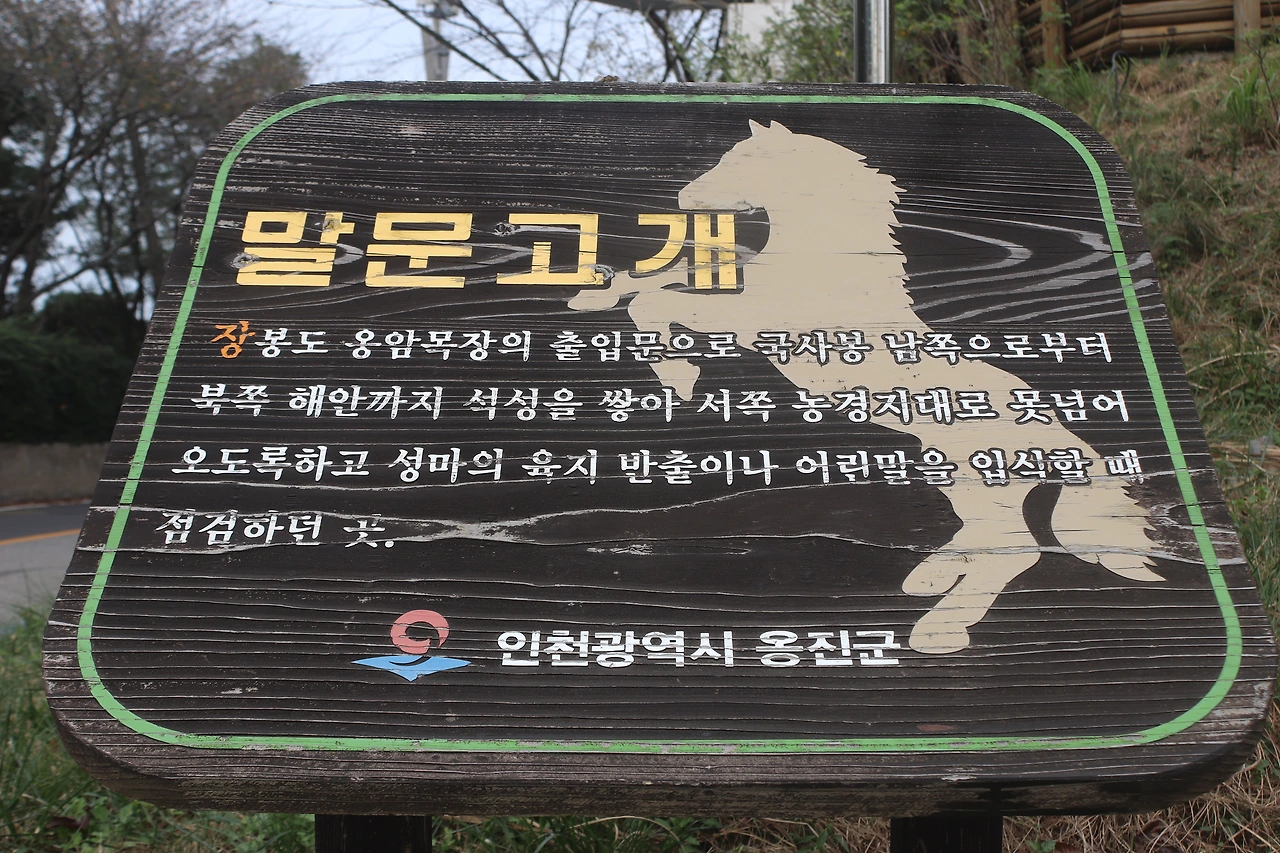 말문고개
장봉도 옹암목장의 출입문으로 국사봉 남쪽으로부터
북쪽 해안까지 석성을 쌓아 서쪽 농경지대로 못넘어
오도록하고 성마의 육지 반출이나 어린말을 입식할 때
점검하던 곳.
인천광역시 옹진군